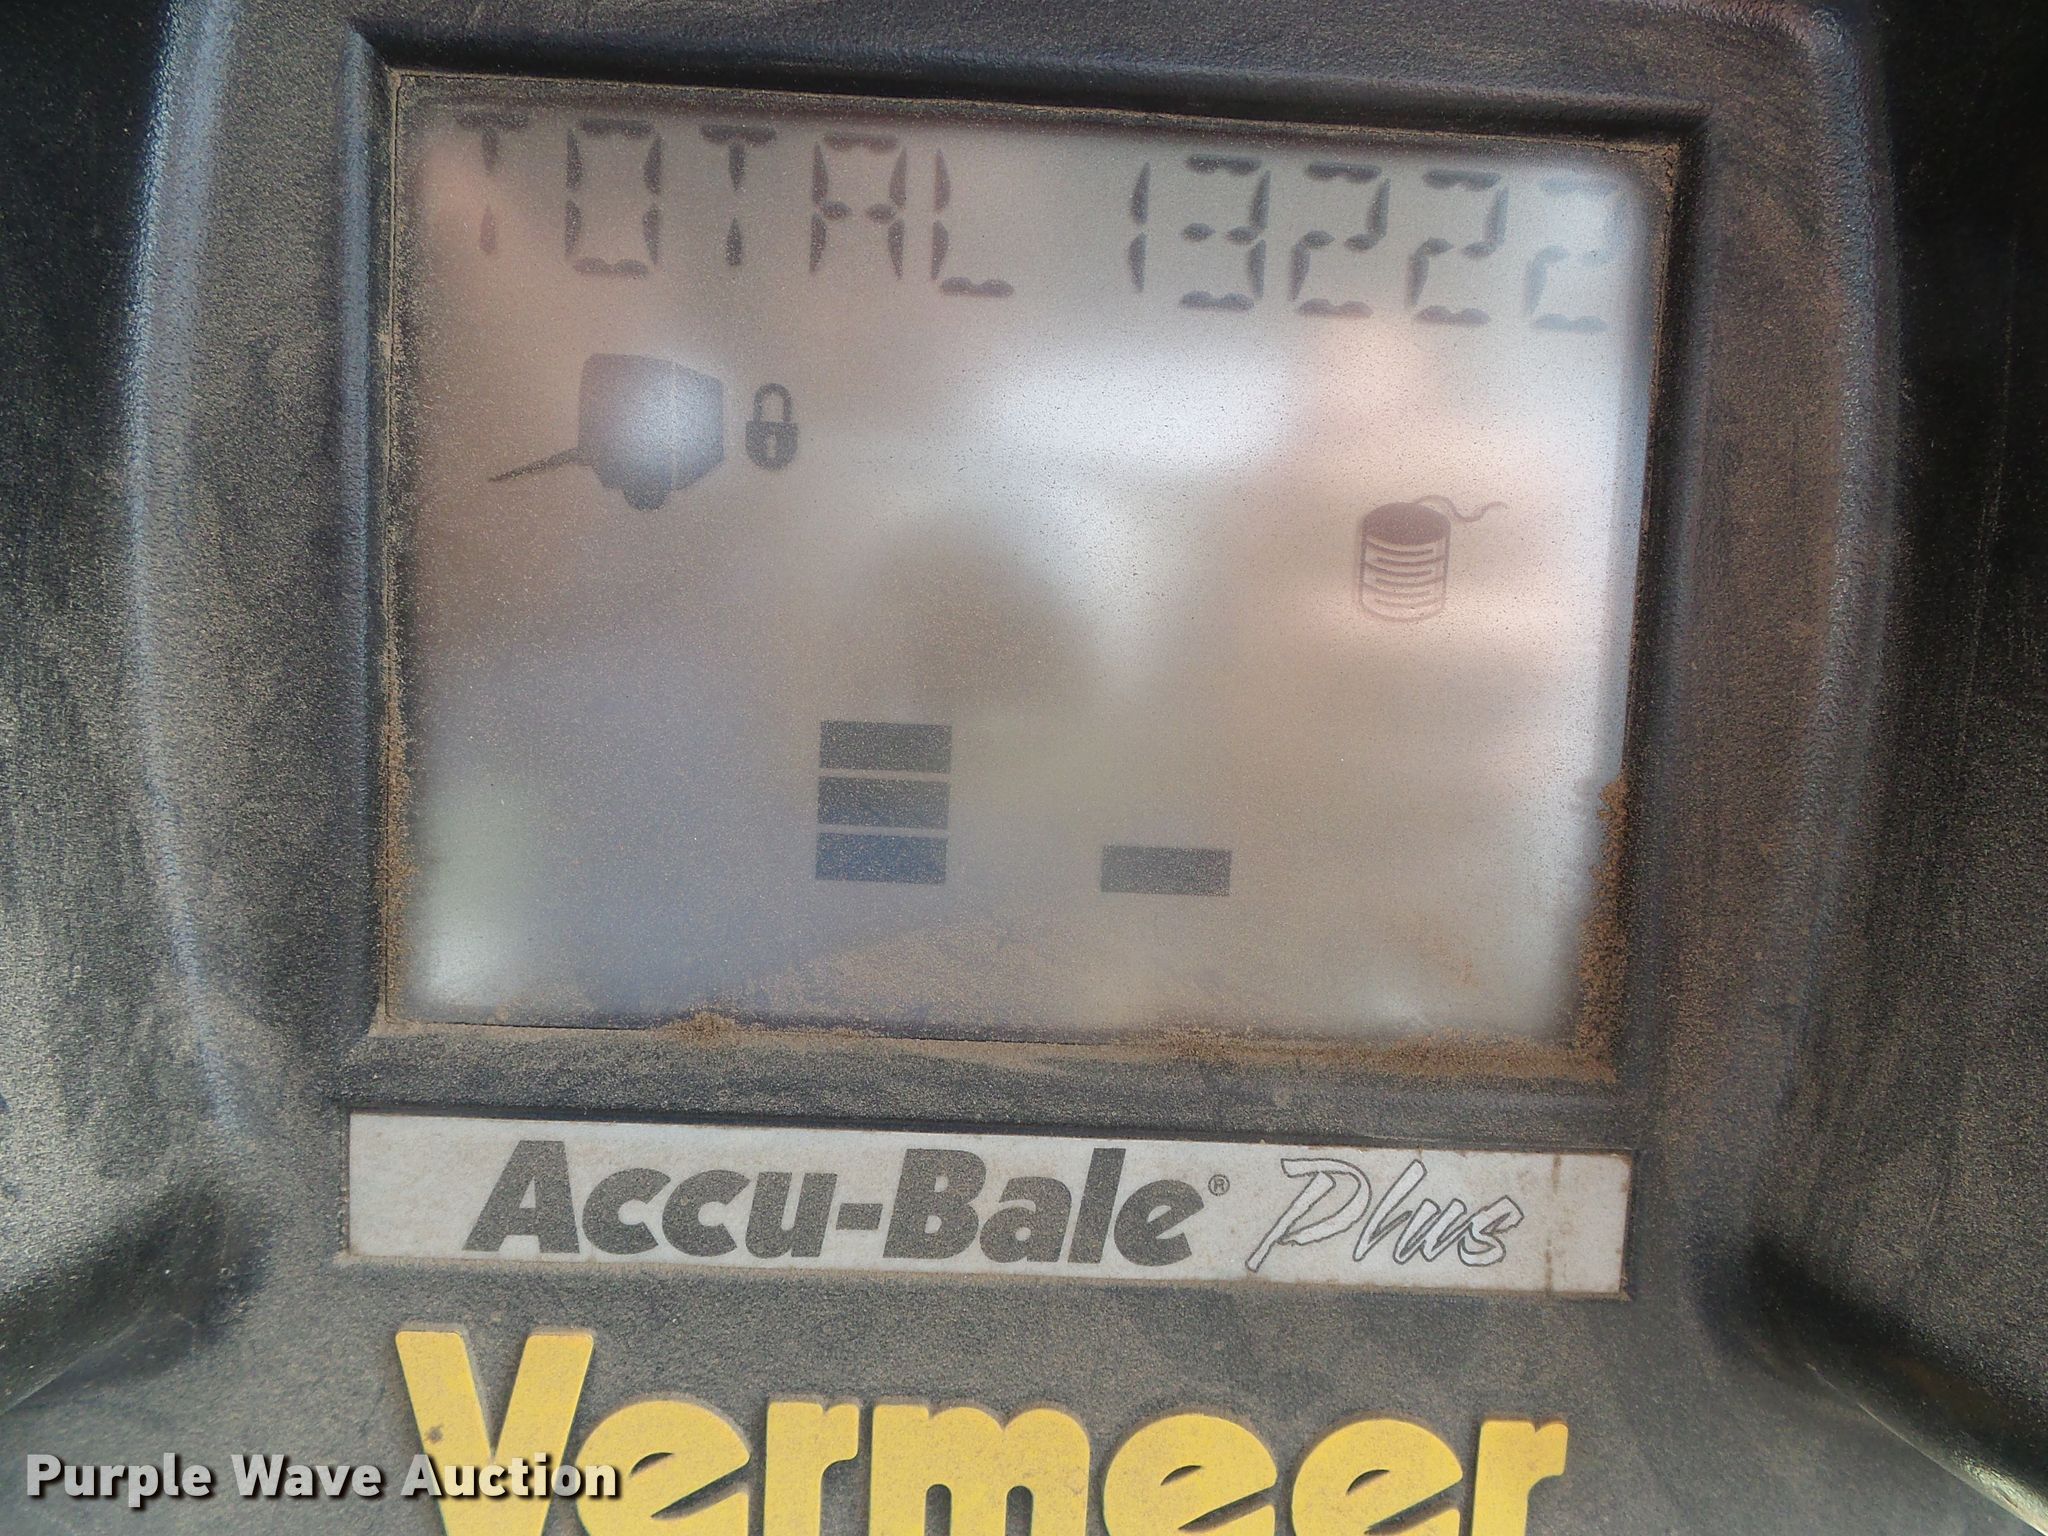 TOTAL 13222
Accu-Bale® Plus
Vermeer
Purple Wave Auction